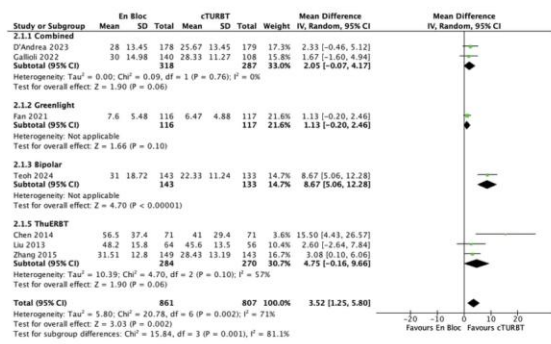 En Bloc cTURBT Mean Difference Mean Difference
Study or Subgroup Mean SD Total Mean SD Total Weight IV, Random, 95% CI IV, Random, 95% CI
2.1.1 Combined
D'Andrea 2023 28 13.45 178 25.67 13.45 179 17.3% 2.33 [-0.46, 5.12]
Gallioli 2022 30 14.98 140 28.33 11.27 108 15.7% 1.67 [-1.60, 4.94]
Subtotal (95% CI) 318 287 33.0% 2.05 [-0.07, 4.17]
Heterogeneity: Tau² = 0.00; Chi² = 0.09, df = 1 (P = 0.76); I² = 0%
Test for overall effect: Z = 1.90 (P = 0.06)
2.1.2 Greenlight
Fan 2021 7.6 5.48 116 6.47 4.88 117 21.6% 1.13 [-0.20, 2.46]
Subtotal (95% CI) 116 117 21.6% 1.13 [-0.20, 2.46]
Heterogeneity: Not applicable
Test for overall effect: Z = 1.66 (P = 0.10)
2.1.3 Bipolar
Teoh 2024 31 18.72 143 22.33 11.24 133 14.7% 8.67 [5.06, 12.28]
Subtotal (95% CI) 143 133 14.7% 8.67 [5.06, 12.28]
Heterogeneity: Not applicable
Test for overall effect: Z = 4.70 (P < 0.00001)
2.1.5 ThuERBT
Chen 2014 56.5 37.4 71 41 29.4 71 3.6% 15.50 [4.43, 26.57]
Liu 2013 48.2 15.8 64 45.6 13.5 56 11.9% 2.60 [-2.64, 7.84]
Zhang 2015 31.51 12.8 149 28.43 13.19 143 15.2% 3.08 [0.10, 6.06]
Subtotal (95% CI) 284 270 30.7% 4.75 [-0.16, 9.66]
Heterogeneity: Tau² = 10.39; Chi² = 4.70, df = 2 (P = 0.10); I² = 57%
Test for overall effect: Z = 1.90 (P = 0.06)
Total (95% CI) 861 807 100.0% 3.52 [1.25, 5.80]
Heterogeneity: Tau² = 5.80; Chi² = 20.78, df = 6 (P = 0.002); I² = 71%
Test for overall effect: Z = 3.03 (P = 0.002)
Test for subgroup differences: Chi² = 15.84, df = 3 (P = 0.001), I² = 81.1%
-20 -10 0 10 20
Favours En Bloc Favours cTURBT